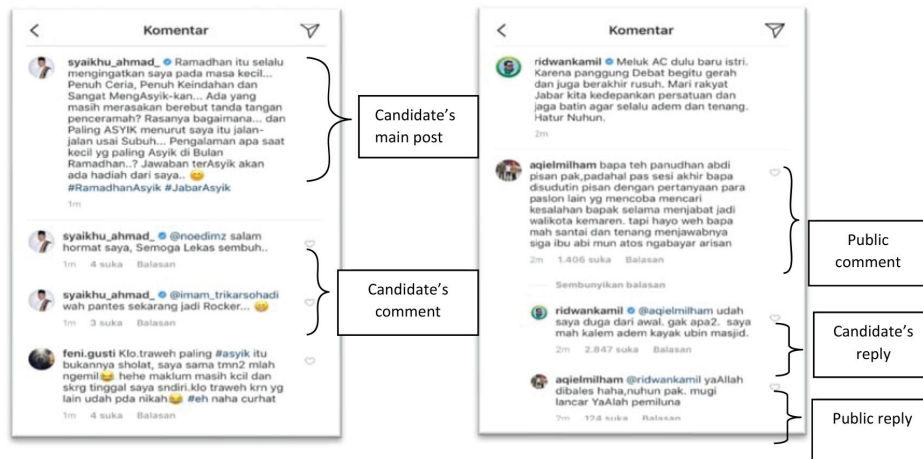 Komentar
syaikhu_ahmad_ Ramadhan itu selalu
mengingatkan saya pada masa kecil...
Penuh Ceria, Penuh Keindahan dan
Sangat MengAsyik-kan... Ada yang
masih merasakan berebut tanda tangan
penceramah? Rasanya bagaimana... dan
Paling ASYIK menurut saya itu jalan-
jalan usai Subuh... Pengalaman apa saat
kecil yg paling Asyik di Bulan
Ramadhan..? Jawaban terAsyik akan
ada hadiah dari saya.. 😊
#RamadhanAsyik #JabarAsyik
1m
syaikhu_ahmad_ @noedimz salam
hormat saya, Semoga Lekas sembuh..
1m 4 suka Balasan
syaikhu_ahmad_ @imam_trikarsohadi
wah pantes sekarang jadi Rocker... 😁
1m 3 suka Balasan
feni.gusti Klo.traweh paling #asyik itu
bukannya sholat, saya sama tmn2 mlah
ngemil😂 hehe maklum masih kcil dan
skrg tinggal saya sndiri.klo traweh krn yg
lain udah pda nikah😂 #eh naha curhat
1m 4 suka Balasan
Candidate's
main post
Candidate's
comment
Komentar
ridwankamil Meluk AC dulu baru istri.
Karena panggung Debat begitu gerah
dan juga berakhir rusuh. Mari rakyat
Jabar kita kedepankan persatuan dan
jaga batin agar selalu adem dan tenang.
Hatur Nuhun.
2m
aqielmilham bapa teh panudhan abdi
pisan pak,padahal pas sesi akhir bapa
disudutin pisan dengan pertanyaan para
paslon lain yg mencoba mencari
kesalahan bapak selama menjabat jadi
walikota kemaren. tapi hayo weh bapa
mah santai dan tenang menjawabnya
siga ibu abi mun atos ngabayar arisan
2m 1.406 suka Balasan
Sembunyikan balasan
ridwankamil @aqielmilham udah
saya duga dari awal. gak apa2. saya
mah kalem adem kayak ubin masjid.
2m 2.847 suka Balasan
aqielmilham @ridwankamil yaAllah
dibales haha,nuhun pak. mugi
lancar YaAlah pemiluna
2m 124 suka Balasan
Public
comment
Candidate's
reply
Public reply